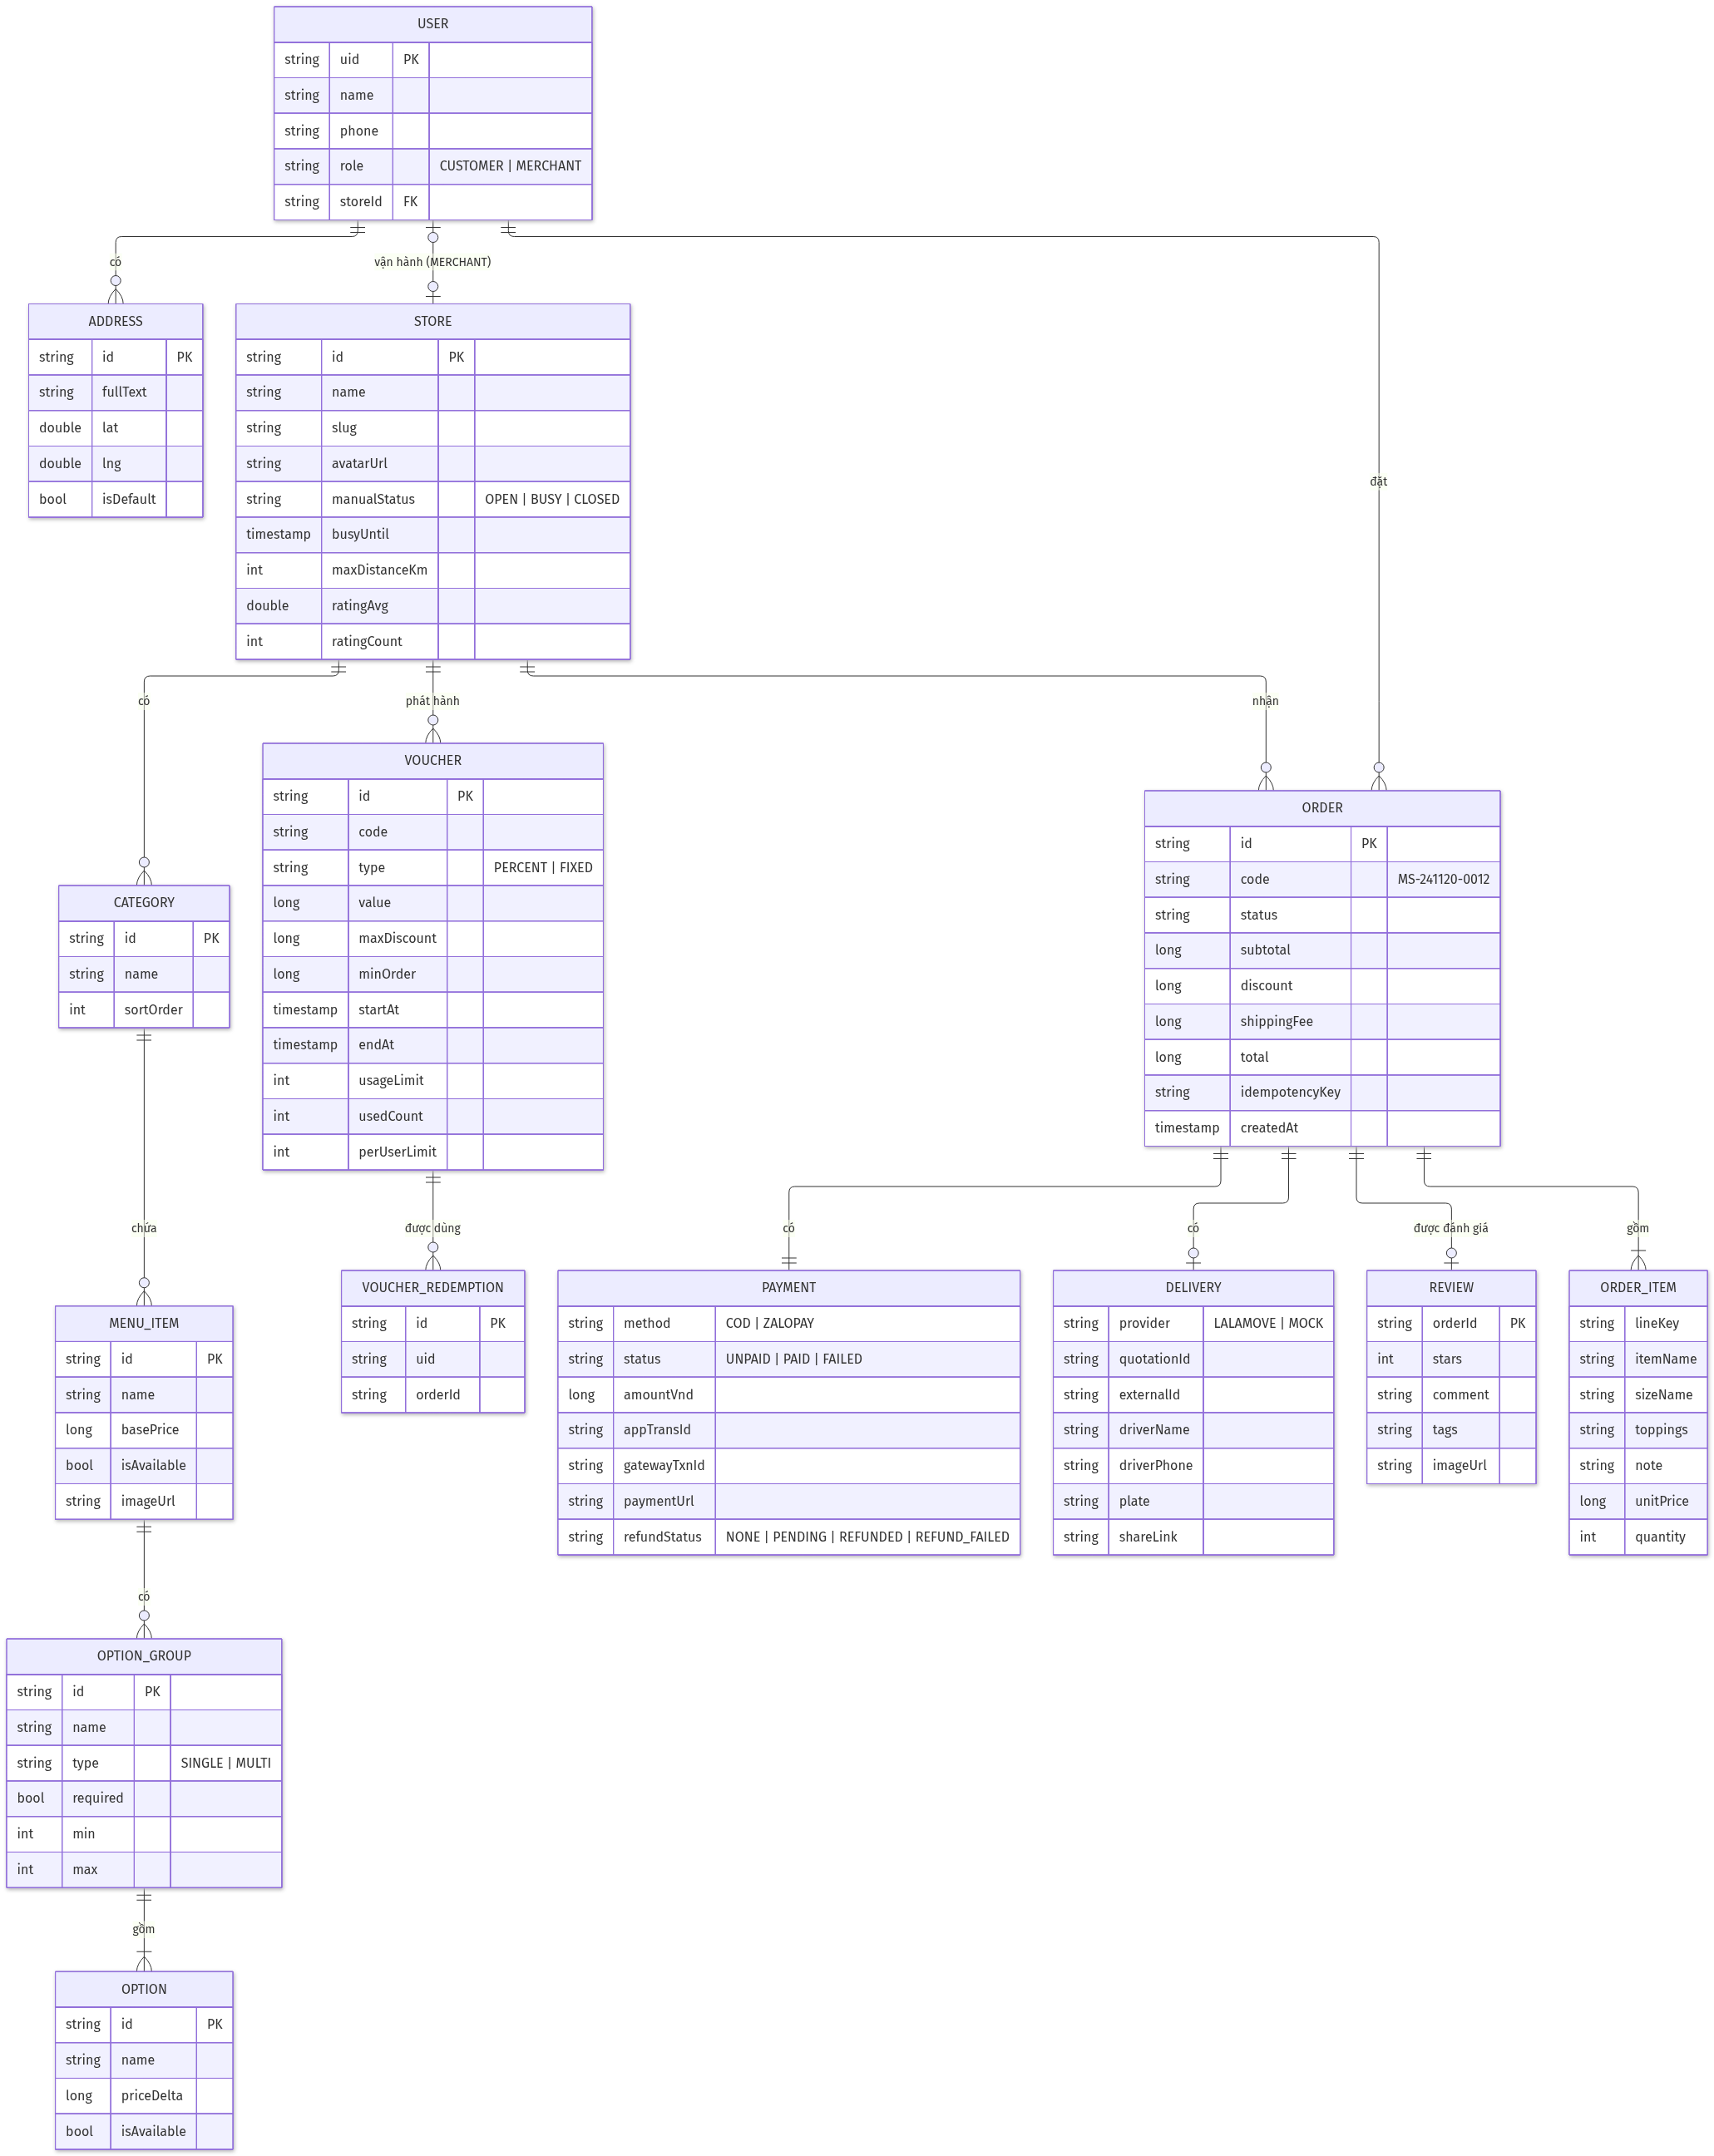 USER
string uid PK
string name
string phone
string role CUSTOMER | MERCHANT
string storeId FK
có
vận hành (MERCHANT)
đặt
ADDRESS
string id PK
string fullText
double lat
double lng
bool isDefault
STORE
string id PK
string name
string slug
string avatarUrl
string manualStatus OPEN | BUSY | CLOSED
timestamp busyUntil
int maxDistanceKm
double ratingAvg
int ratingCount
có
phát hành
nhận
VOUCHER
string id PK
string code
string type PERCENT | FIXED
long value
long maxDiscount
long minOrder
timestamp startAt
timestamp endAt
int usageLimit
int usedCount
int perUserLimit
ORDER
string id PK
string code MS-241120-0012
string status
long subtotal
long discount
long shippingFee
long total
string idempotencyKey
timestamp createdAt
CATEGORY
string id PK
string name
int sortOrder
chứa
được dùng
có
có
được đánh giá
gồm
MENU_ITEM
string id PK
string name
long basePrice
bool isAvailable
string imageUrl
VOUCHER_REDEMPTION
string id PK
string uid
string orderId
PAYMENT
string method COD | ZALOPAY
string status UNPAID | PAID | FAILED
long amountVnd
string appTransId
string gatewayTxnId
string paymentUrl
string refundStatus NONE | PENDING | REFUNDED | REFUND_FAILED
DELIVERY
string provider LALAMOVE | MOCK
string quotationId
string externalId
string driverName
string driverPhone
string plate
string shareLink
REVIEW
string orderId PK
int stars
string comment
string tags
string imageUrl
ORDER_ITEM
string lineKey
string itemName
string sizeName
string toppings
string note
long unitPrice
int quantity
có
OPTION_GROUP
string id PK
string name
string type SINGLE | MULTI
bool required
int min
int max
gồm
OPTION
string id PK
string name
long priceDelta
bool isAvailable